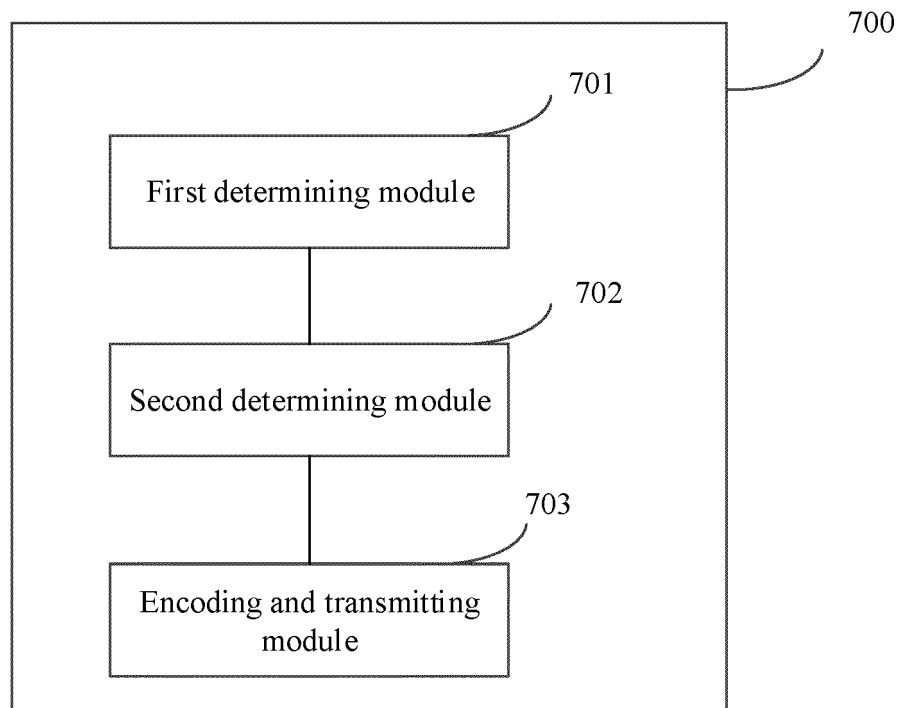 700
701
First determining module
702
Second determining module
703
Encoding and transmitting
module